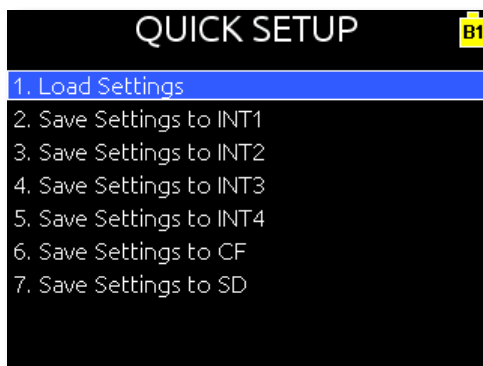 QUICK SETUP
B1
1. Load Settings
2. Save Settings to INT1
3. Save Settings to INT2
4. Save Settings to INT3
5. Save Settings to INT4
6. Save Settings to CF
7. Save Settings to SD